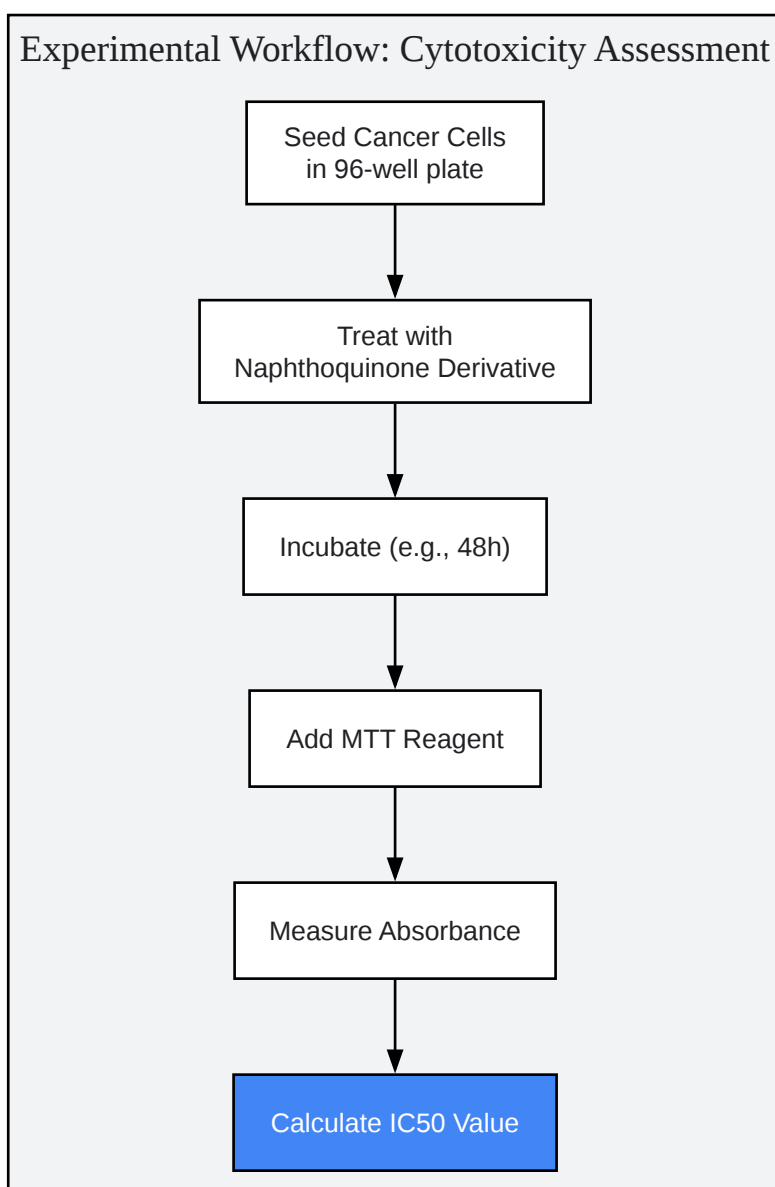 Experimental Workflow: Cytotoxicity Assessment
Seed Cancer Cells
in 96-well plate
Treat with
Naphthoquinone Derivative
Incubate (e.g., 48h)
Add MTT Reagent
Measure Absorbance
Calculate IC50 Value